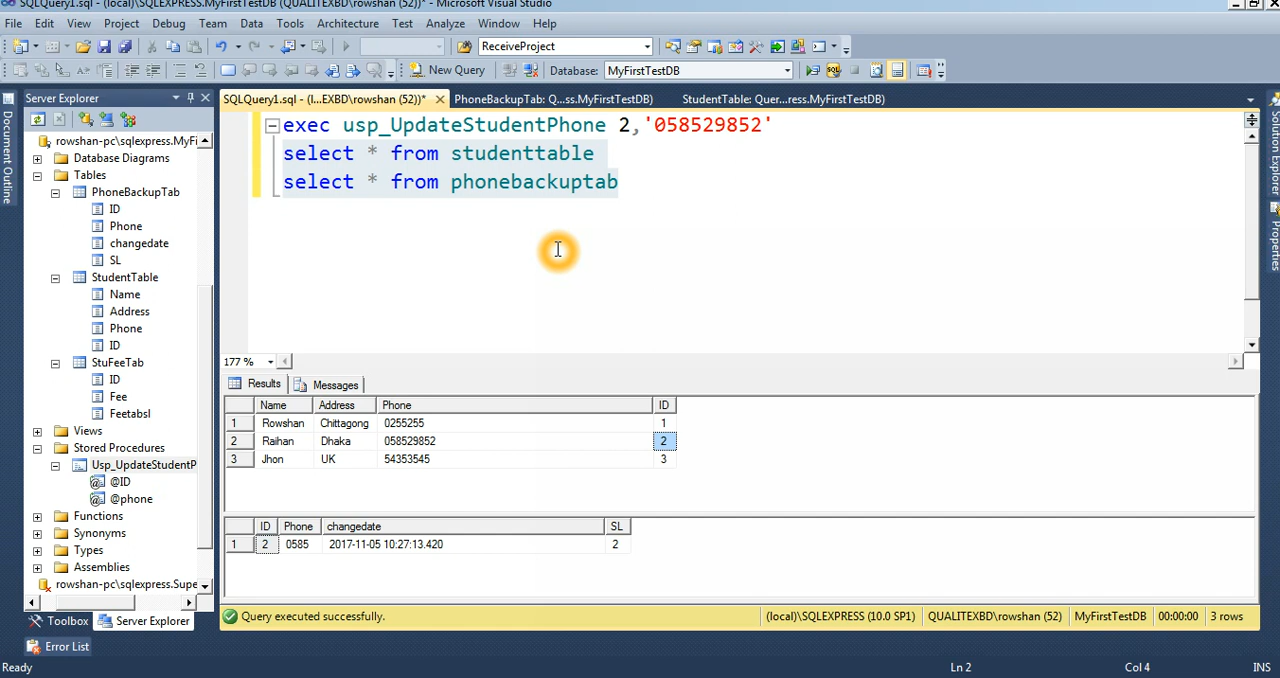 SQLQuery1.sql - (local)\SQLEXPRESS.MyFirstTestDB (QUALITEXBD\rowshan (52))* - Microsoft Visual Studio
File Edit View Project Debug Team Data Tools Architecture Test Analyze Window Help
ReceiveProject
New Query Database: MyFirstTestDB
Document Outline
Server Explorer
rowshan-pc\sqlexpress.MyFi
Database Diagrams
Tables
PhoneBackupTab
ID
Phone
changedate
SL
StudentTable
Name
Address
Phone
ID
StuFeeTab
ID
Fee
Feetabsl
Views
Stored Procedures
Usp_UpdateStudentP
@ID
@phone
Functions
Synonyms
Types
Assemblies
rowshan-pc\sqlexpress.Supe
Toolbox Server Explorer
Error List
SQLQuery1.sql - (l...EXBD\rowshan (52))* PhoneBackupTab: Q...ss.MyFirstTestDB) StudentTable: Quer...ress.MyFirstTestDB)
exec usp_UpdateStudentPhone 2,'058529852'
select * from studenttable
select * from phonebackuptab
177 %
Results Messages
Name Address Phone ID
1 Rowshan Chittagong 0255255 1
2 Raihan Dhaka 058529852 2
3 Jhon UK 54353545 3
ID Phone changedate SL
1 2 0585 2017-11-05 10:27:13.420 2
Query executed successfully. (local)\SQLEXPRESS (10.0 SP1) QUALITEXBD\rowshan (52) MyFirstTestDB 00:00:00 3 rows
Solution Explorer
Properties
Ready Ln 2 Col 4 INS